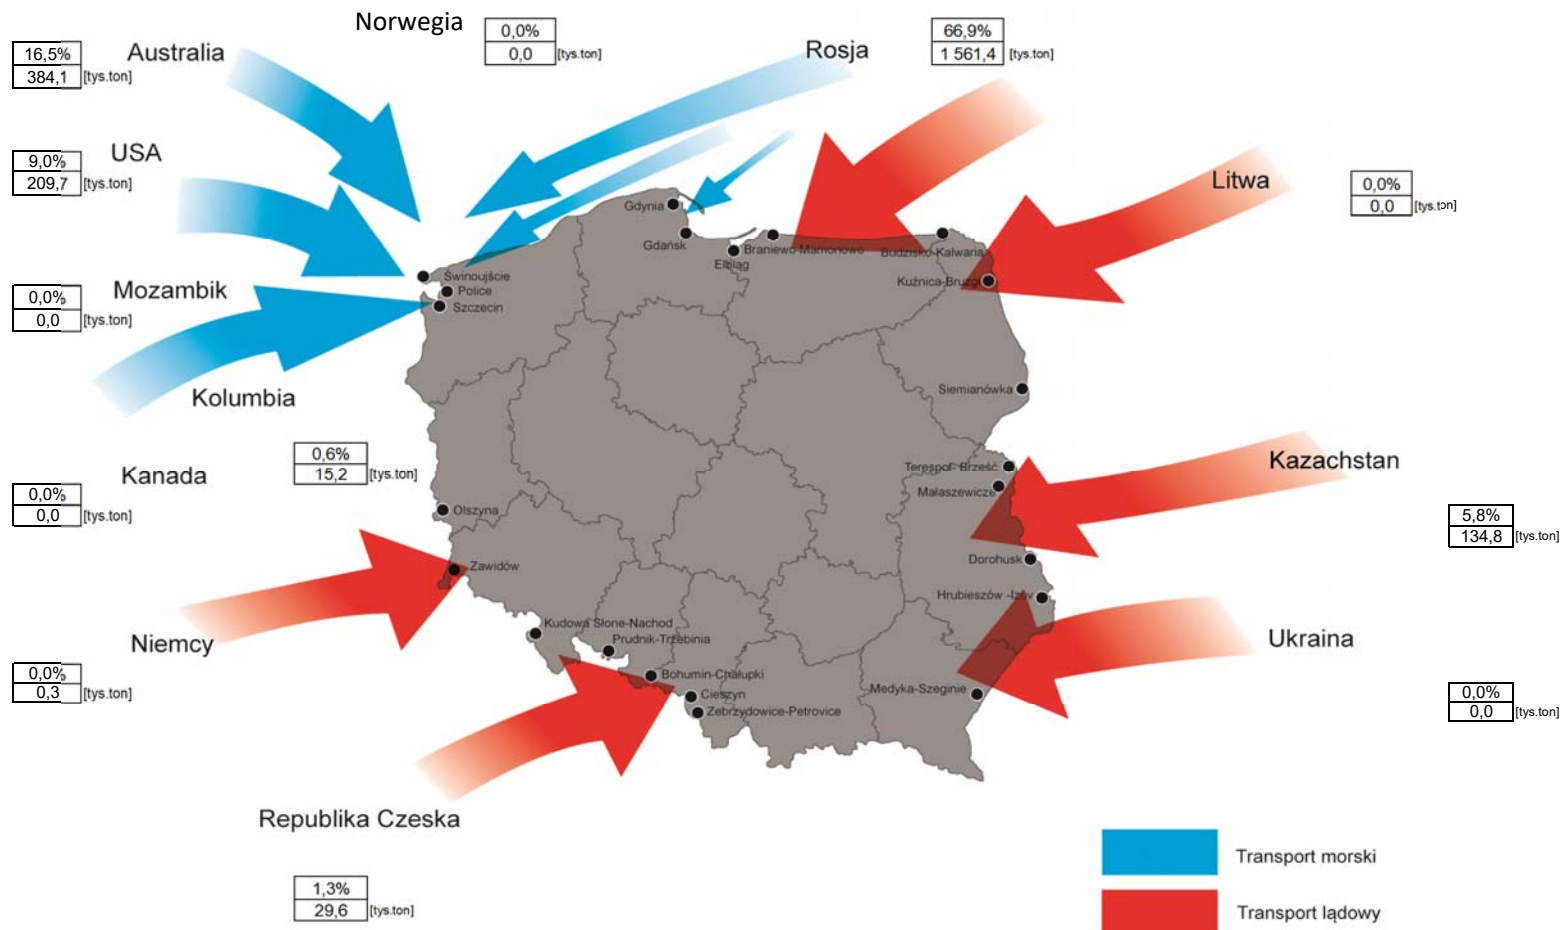 Norwegia
0,0%
0,0 [tys.ton]
Rosja
66,9%
1 561,4 [tys.ton]
Australia
16,5%
384,1 [tys.ton]
USA
9,0%
209,7 [tys.ton]
Litwa
0,0%
0,0 [tys.ton]
Mozambik
0,0%
0,0 [tys.ton]
Kolumbia
0,6%
15,2 [tys.ton]
Kanada
0,0%
0,0 [tys.ton]
Kazachstan
5,8%
134,8 [tys.ton]
Niemcy
0,0%
0,3 [tys.ton]
Ukraina
0,0%
0,0 [tys.ton]
Republika Czeska
1,3%
29,6 [tys.ton]
Gdynia
Gdańsk
Elbląg
Braniewo-Mamonowo
Budzisko-Kalwaria
Kuźnica-Bruzgi
Świnoujście
Police
Szczecin
Siemianówka
Terespol- Brześć
Małaszewicze
Olszyna
Zawidów
Dorohusk
Hrubieszów -Izów
Kudowa Słone-Nachod
Prudnik-Trzebinia
Bohumin-Chałupki
Cieszyn
Zebrzydowice-Petrovice
Medyka-Szeginie
Transport morski
Transport lądowy